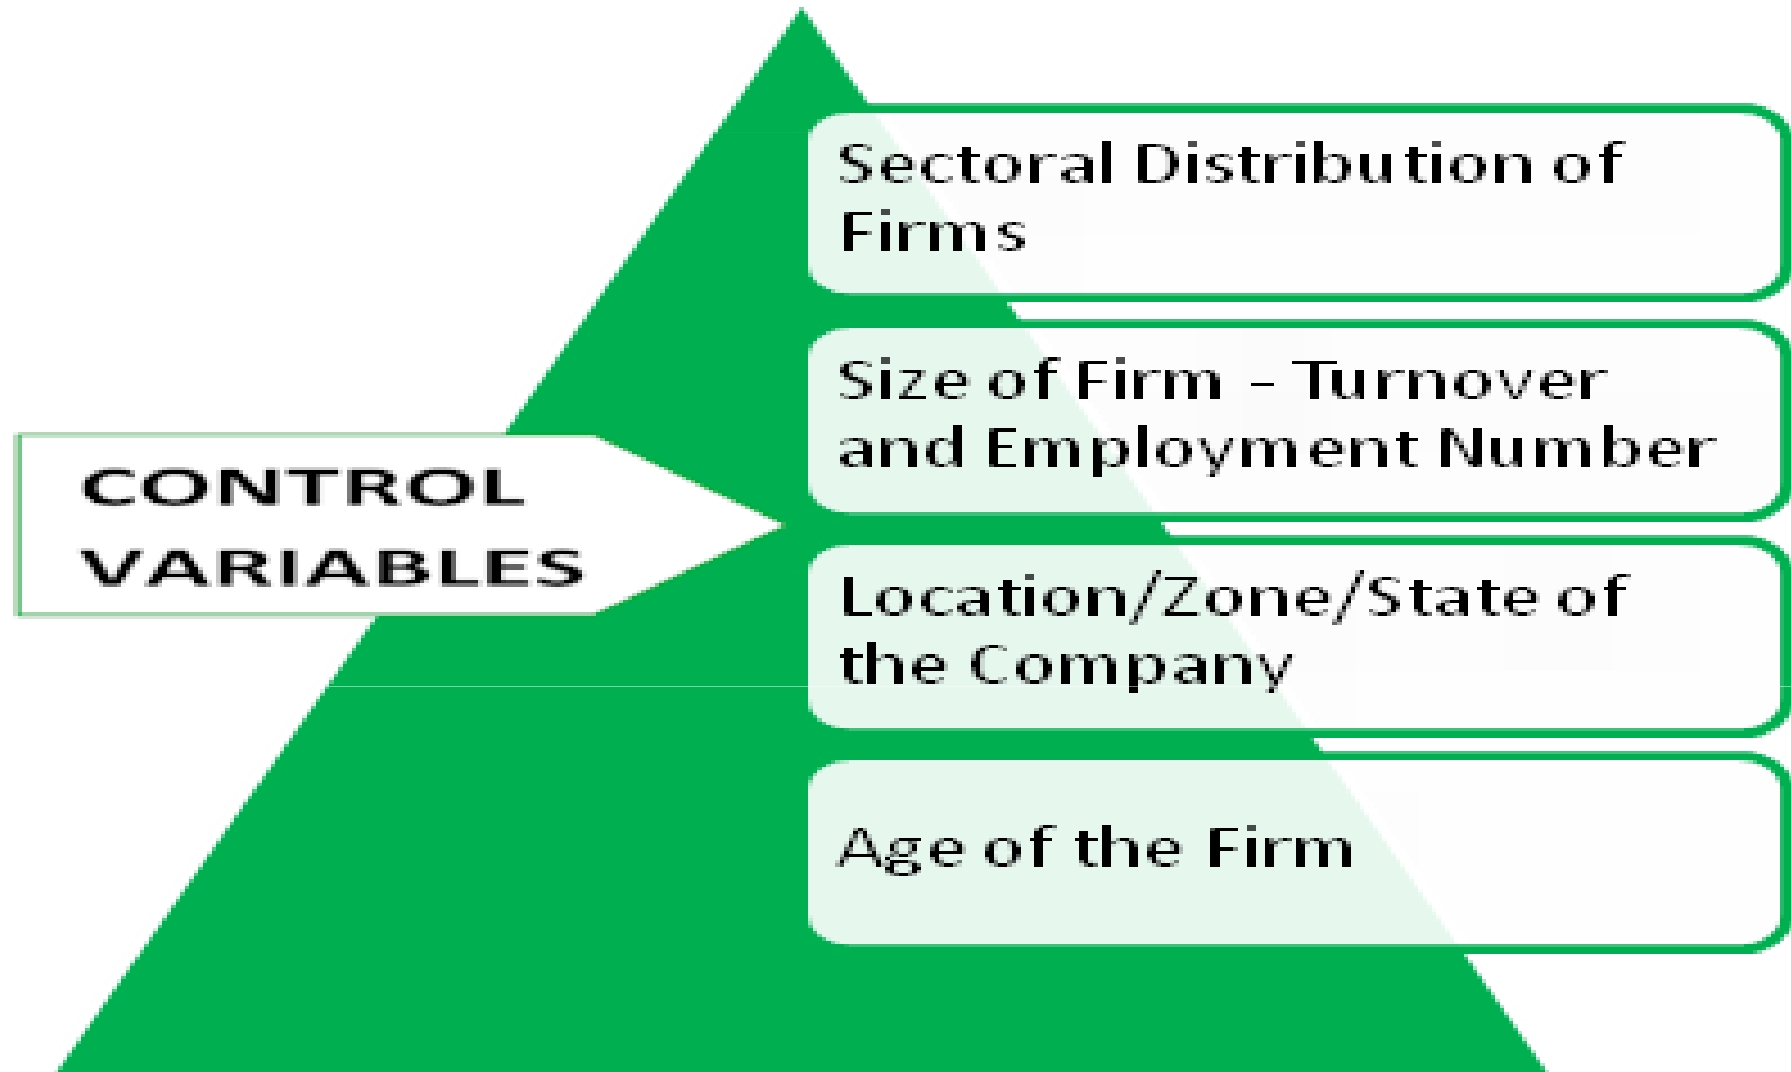 Sectoral Distribution of
Firms
Size of Firm – Turnover
and Employment Number
CONTROL
VARIABLES
Location/Zone/State of
the Company
Age of the Firm